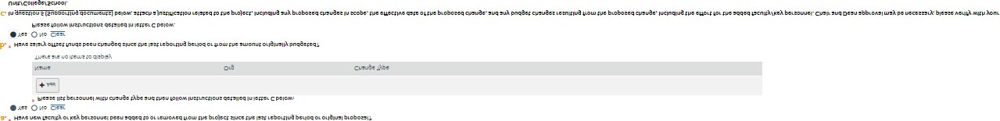 a. * Have new faculty or key personnel been added to or removed from the project since the last reporting period or original proposal?
Yes No Clear
* Please list personnel with change type and then follow instructions detailed in letter C below:
+ Add
Name Org Change Type
There are no items to display
b. * Have salary offset funds been changed since the last reporting period or from the amount originally budgeted?
Yes No Clear
Please follow instructions detailed in letter C below.
c. In question 5 (Supporting documents) below, attach a justification related to the project, including any proposed changes in scope, the effective date of the proposed change, and any budget changes resulting from the proposed change, including the effort for the added faculty/key personnel. Chair and Dean approval may be necessary, please verify with your
Unit/College/School.